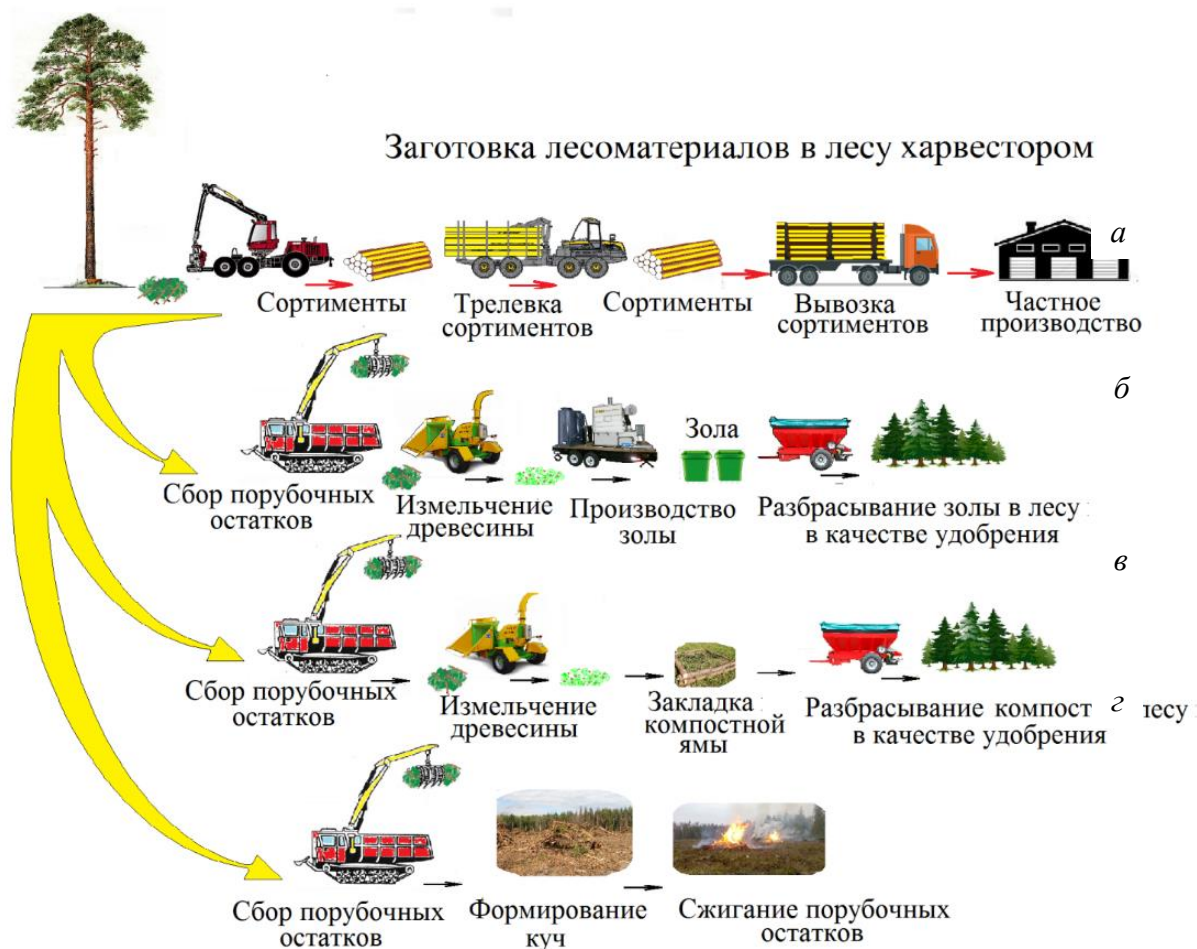 Заготовка лесоматериалов в лесу харвестором
а
Сортименты
Трелевка
сортиментов
Сортименты
Вывозка
сортиментов
Частное
производство
б
Зола
Сбор порубочных
остатков
Измельчение
древесины
Производство
золы
Разбрасывание золы в лесу
в качестве удобрения
в
Сбор порубочных
остатков
Измельчение
древесины
Закладка
компостной
ямы
Разбрасывание компост лесу
в качестве удобрения
г
Сбор порубочных
остатков
Формирование
куч
Сжигание порубочных
остатков